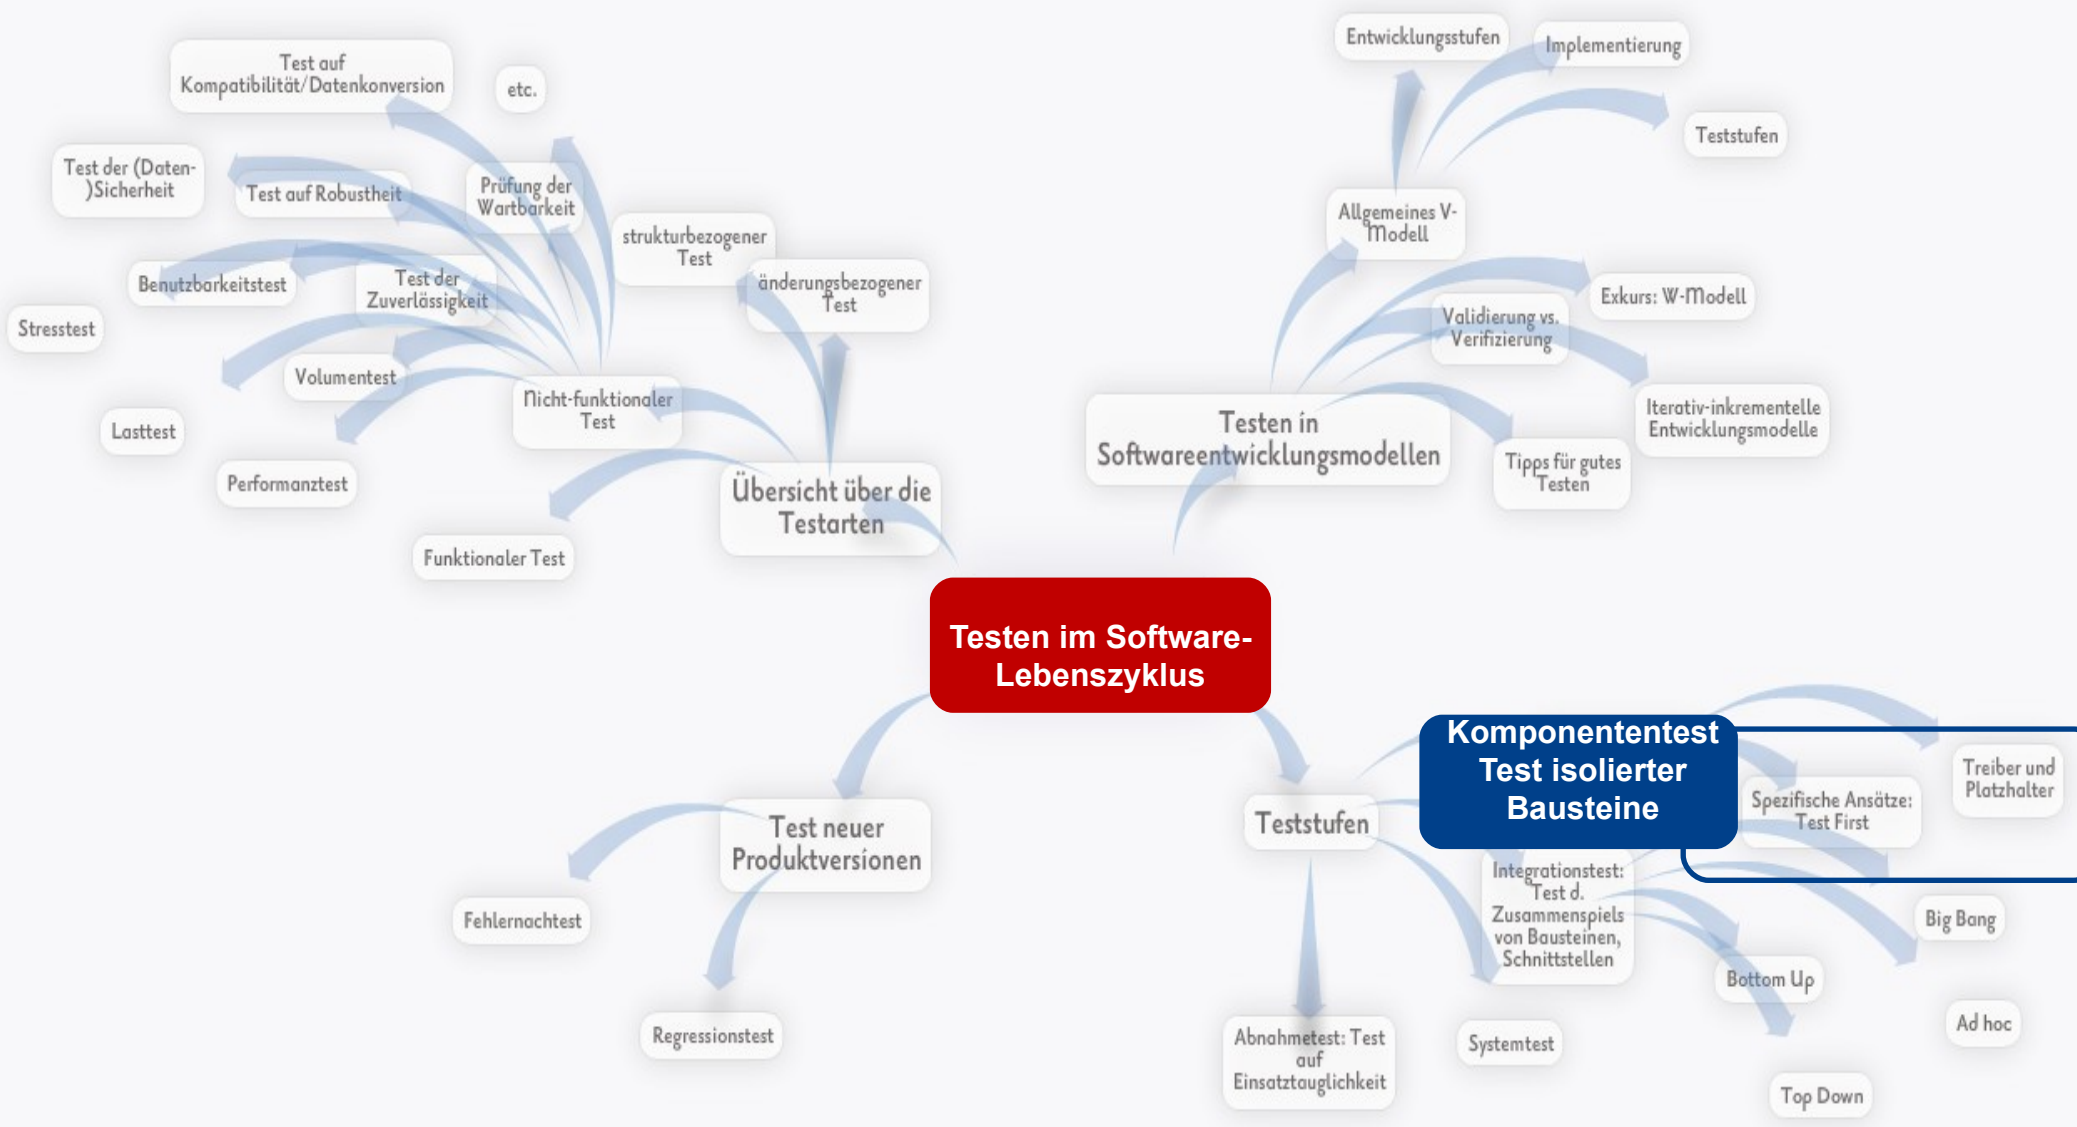 Test auf
Kompatibilität/Datenkonversion
etc.
Test der (Daten-
)Sicherheit
Test auf Robustheit
Prüfung der
Wartbarkeit
strukturbezogener
Test
änderungsbezogener
Test
Benutzbarkeitstest
Test der
Zuverlässigkeit
Stresstest
Volumentest
Nicht-funktionaler
Test
Lasttest
Performanztest
Übersicht über die
Testarten
Funktionaler Test
Entwicklungsstufen
Implementierung
Teststufen
Allgemeines V-
Modell
Exkurs: W-Modell
Validierung vs.
Verifizierung
Iterativ-inkrementelle
Entwicklungsmodelle
Testen in
Softwareentwicklungsmodellen
Tipps für gutes
Testen
Testen im Software-
Lebenszyklus
Test neuer
Produktversionen
Fehlernachtest
Regressionstest
Teststufen
Komponententest
Test isolierter
Bausteine
Treiber und
Platzhalter
Spezifische Ansätze:
Test First
Integrationstest:
Test d.
Zusammenspiels
von Bausteinen,
Schnittstellen
Big Bang
Bottom Up
Ad hoc
Top Down
Systemtest
Abnahmetest: Test
auf
Einsatztauglichkeit